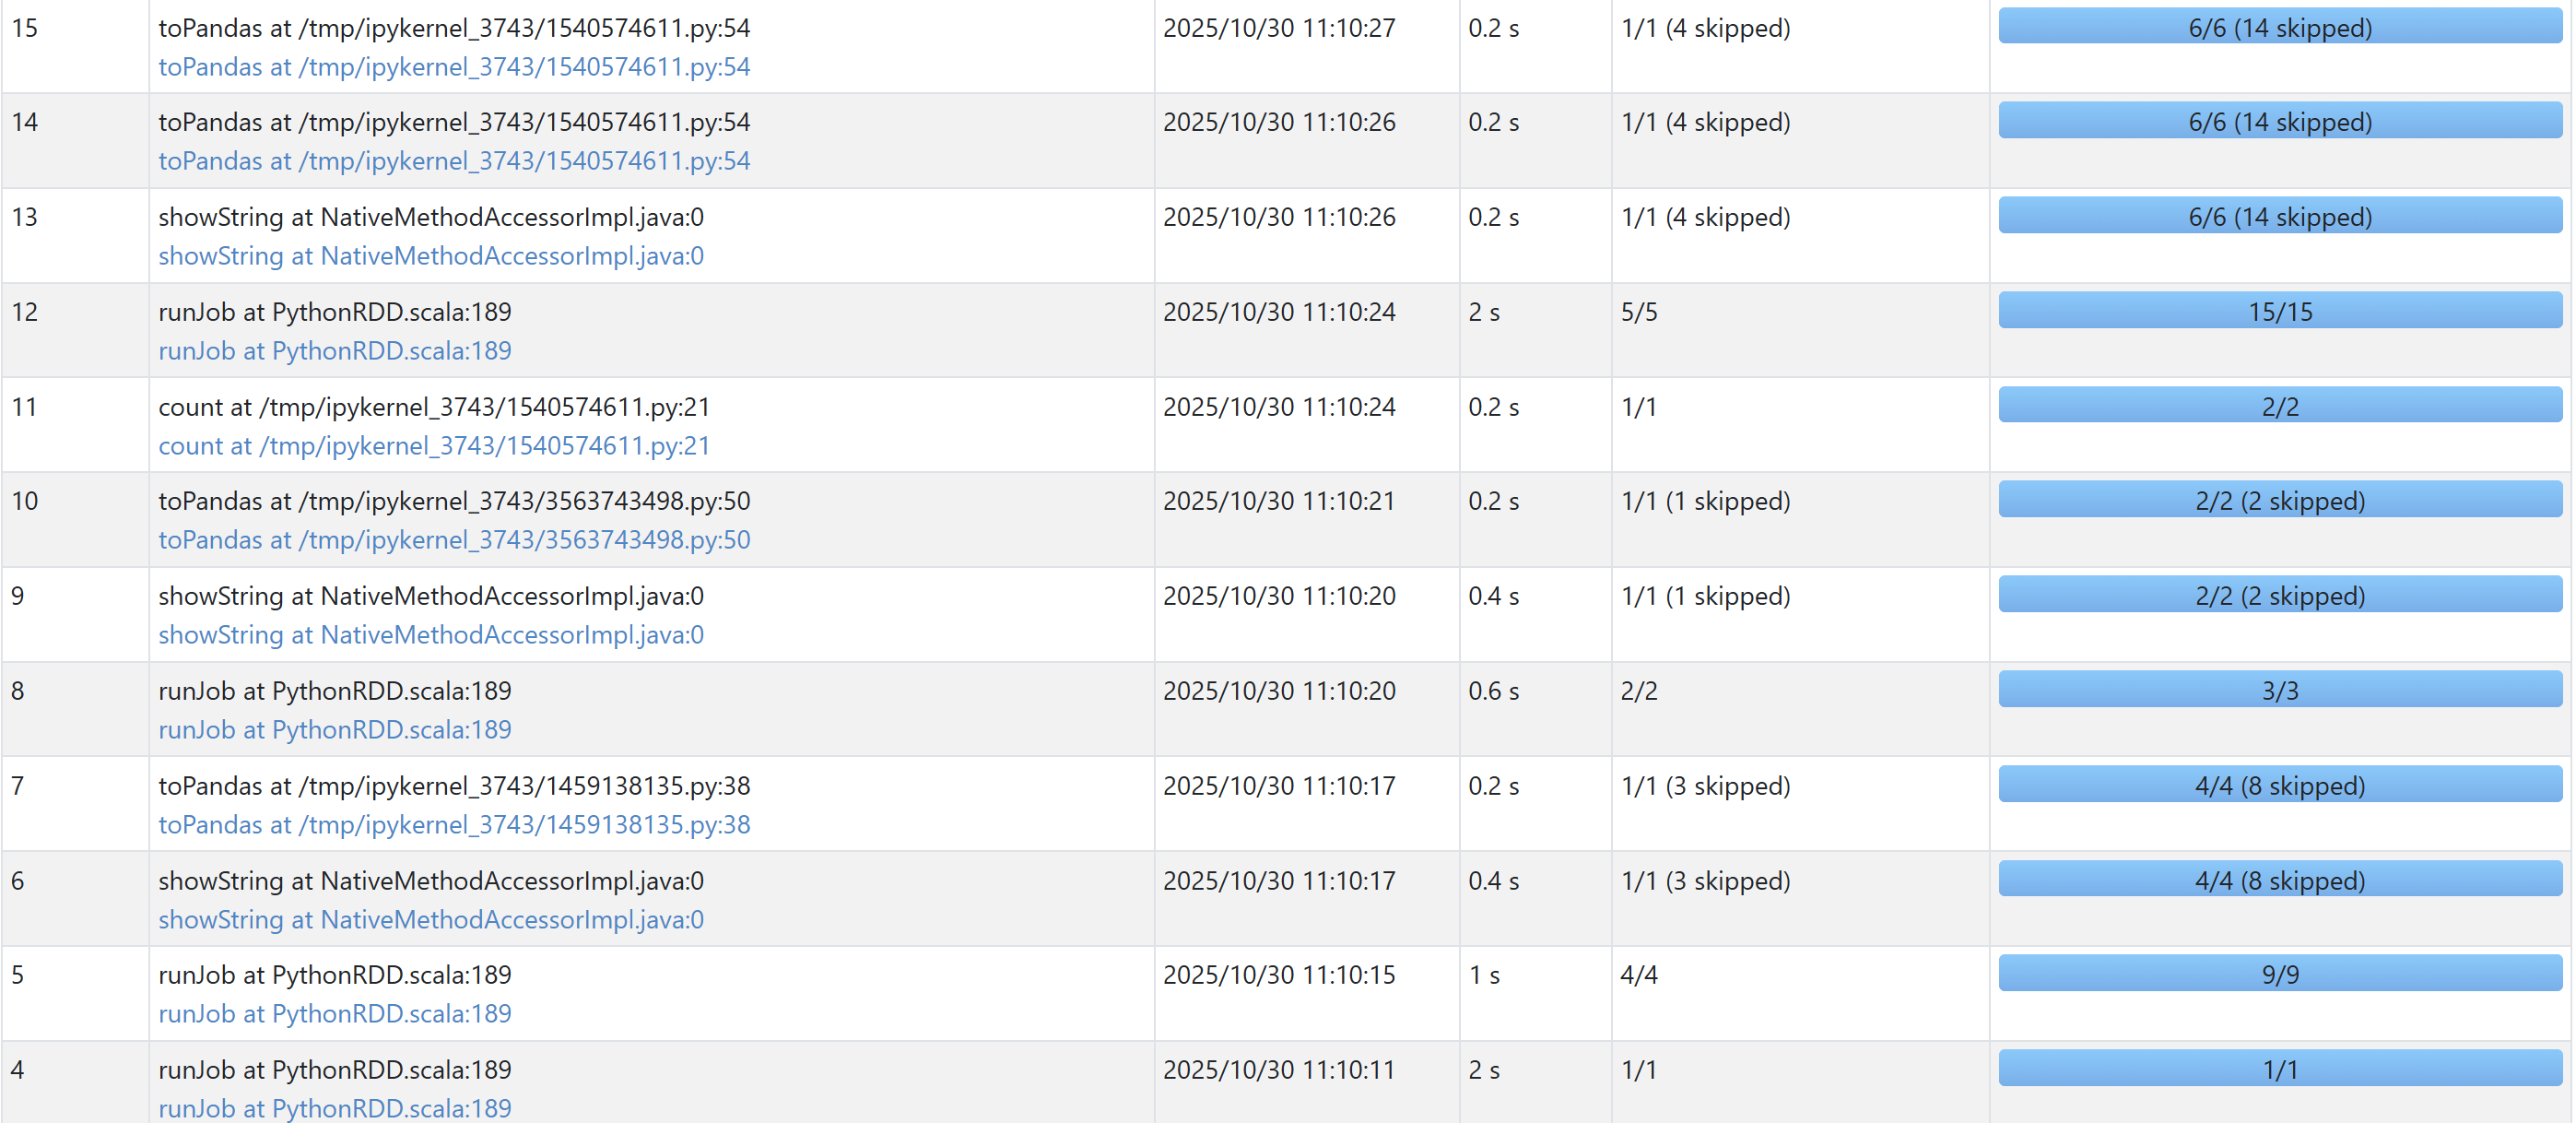 15 toPandas at /tmp/ipykernel_3743/1540574611.py:54 2025/10/30 11:10:27 0.2 s 1/1 (4 skipped) 6/6 (14 skipped)
toPandas at /tmp/ipykernel_3743/1540574611.py:54
14 toPandas at /tmp/ipykernel_3743/1540574611.py:54 2025/10/30 11:10:26 0.2 s 1/1 (4 skipped) 6/6 (14 skipped)
toPandas at /tmp/ipykernel_3743/1540574611.py:54
13 showString at NativeMethodAccessorImpl.java:0 2025/10/30 11:10:26 0.2 s 1/1 (4 skipped) 6/6 (14 skipped)
showString at NativeMethodAccessorImpl.java:0
12 runJob at PythonRDD.scala:189 2025/10/30 11:10:24 2 s 5/5 15/15
runJob at PythonRDD.scala:189
11 count at /tmp/ipykernel_3743/1540574611.py:21 2025/10/30 11:10:24 0.2 s 1/1 2/2
count at /tmp/ipykernel_3743/1540574611.py:21
10 toPandas at /tmp/ipykernel_3743/3563743498.py:50 2025/10/30 11:10:21 0.2 s 1/1 (1 skipped) 2/2 (2 skipped)
toPandas at /tmp/ipykernel_3743/3563743498.py:50
9 showString at NativeMethodAccessorImpl.java:0 2025/10/30 11:10:20 0.4 s 1/1 (1 skipped) 2/2 (2 skipped)
showString at NativeMethodAccessorImpl.java:0
8 runJob at PythonRDD.scala:189 2025/10/30 11:10:20 0.6 s 2/2 3/3
runJob at PythonRDD.scala:189
7 toPandas at /tmp/ipykernel_3743/1459138135.py:38 2025/10/30 11:10:17 0.2 s 1/1 (3 skipped) 4/4 (8 skipped)
toPandas at /tmp/ipykernel_3743/1459138135.py:38
6 showString at NativeMethodAccessorImpl.java:0 2025/10/30 11:10:17 0.4 s 1/1 (3 skipped) 4/4 (8 skipped)
showString at NativeMethodAccessorImpl.java:0
5 runJob at PythonRDD.scala:189 2025/10/30 11:10:15 1 s 4/4 9/9
runJob at PythonRDD.scala:189
4 runJob at PythonRDD.scala:189 2025/10/30 11:10:11 2 s 1/1 1/1
runJob at PythonRDD.scala:189